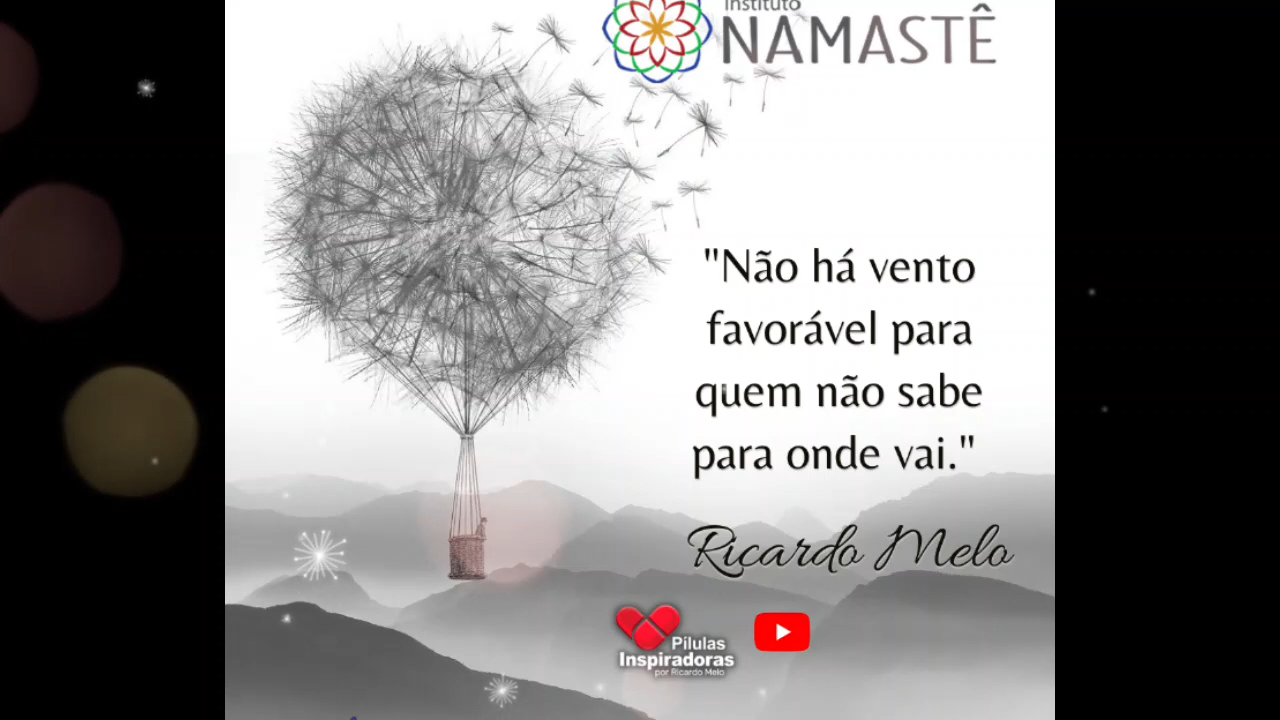 Instituto
NAMASTÊ
"Não há vento
favorável para
quem não sabe
para onde vai."
Ricardo Melo
Pílulas
Inspiradoras
por Ricardo Melo